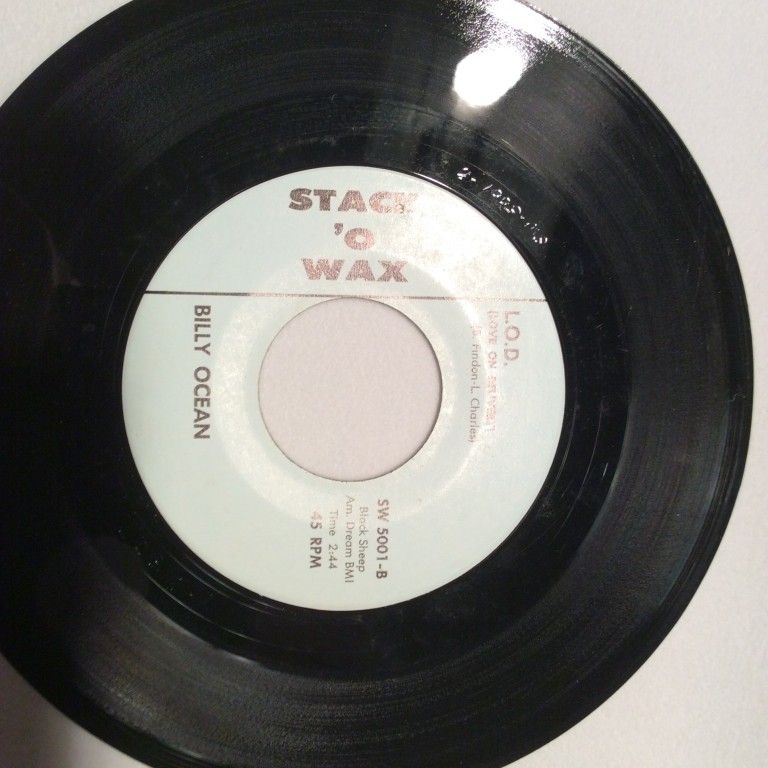 STACK
'O
WAX
L.O.D.
(LOVE ON DELIVERY)
(B. Findon-L. Charles)
SW 5001-B
Black Sheep
Am. Dream BMI
Time 2:44
45 RPM
BILLY OCEAN